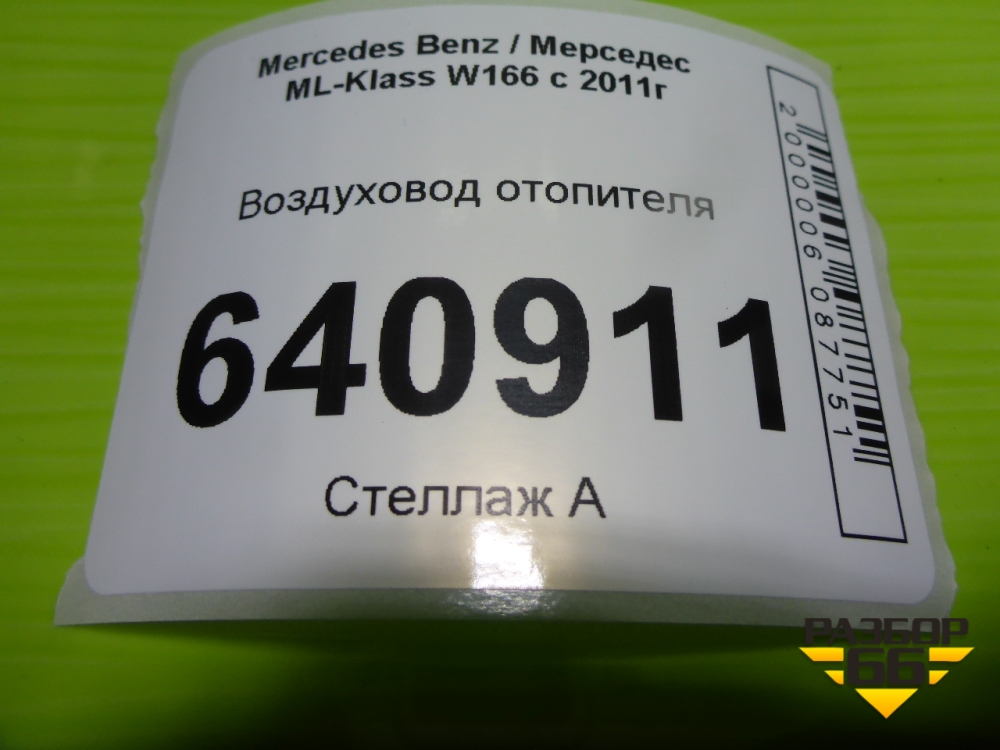 Mercedes Benz / Мерседес
ML-Klass W166 с 2011г
Воздуховод отопителя
640911
Стеллаж А
2000006087751
РАЗБОР
66